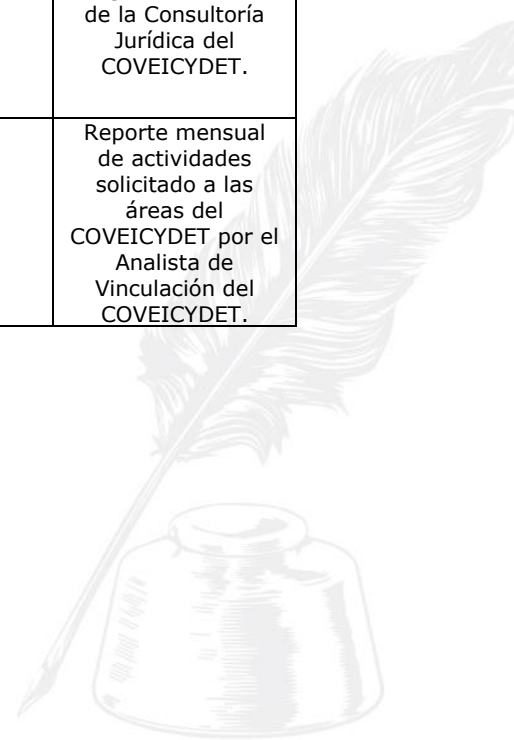 de la Consultoría
Jurídica del
COVEICYDET.
Reporte mensual
de actividades
solicitado a las
áreas del
COVEICYDET por el
Analista de
Vinculación del
COVEICYDET.